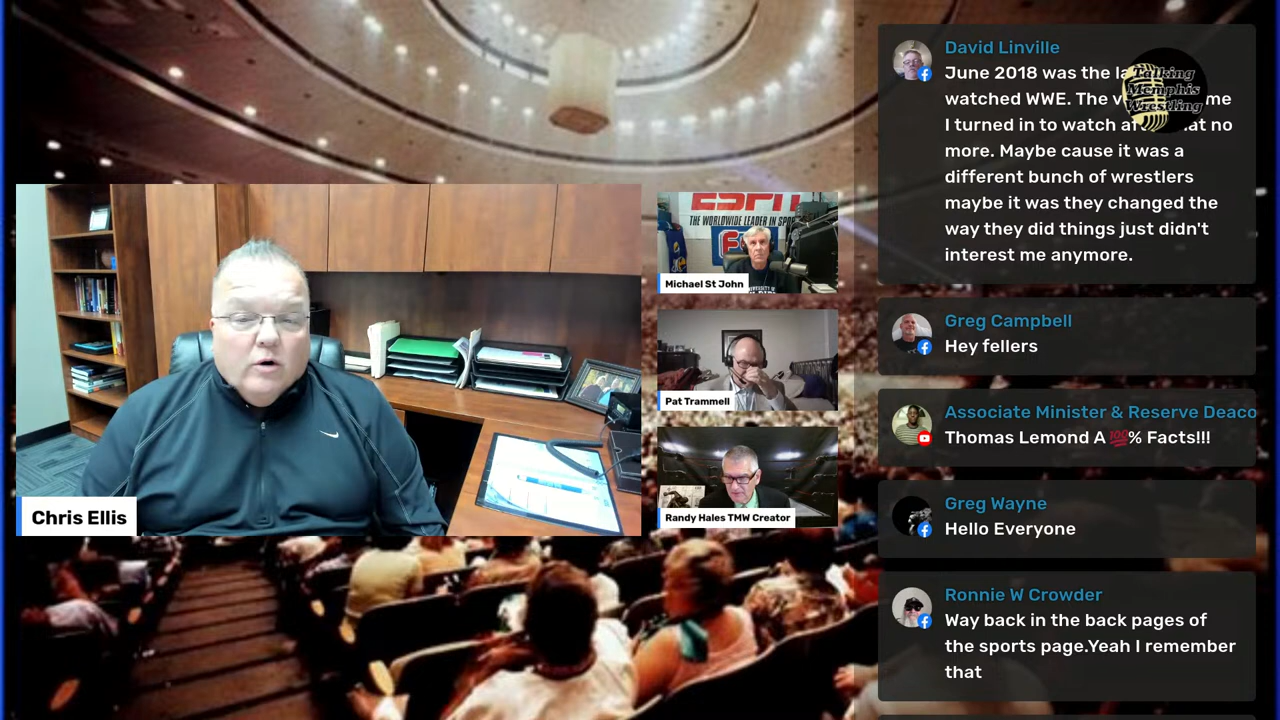 David Linville
June 2018 was the la
watched WWE. The v me
I turned in to watch af at no
more. Maybe cause it was a
different bunch of wrestlers
maybe it was they changed the
way they did things just didn't
interest me anymore.
Talking
Memphis
Wrestling
Greg Campbell
Hey fellers
Associate Minister & Reserve Deaco
Thomas Lemond A 💯% Facts!!!
Greg Wayne
Hello Everyone
Ronnie W Crowder
Way back in the back pages of
the sports page.Yeah I remember
that
Chris Ellis
ESPN
THE WORLDWIDE LEADER IN SPOR
Michael St John
Pat Trammell
Randy Hales TMW Creator